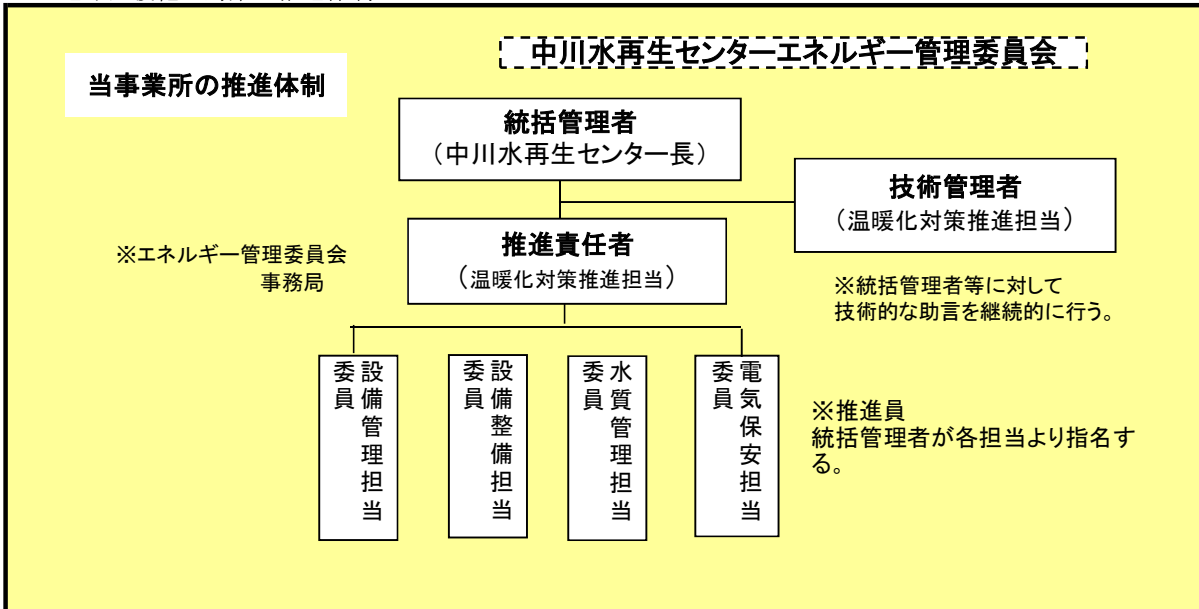 中川水再生センターエネルギー管理委員会
当事業所の推進体制
統括管理者
（中川水再生センター長）
技術管理者
（温暖化対策推進担当）
推進責任者
（温暖化対策推進担当）
※エネルギー管理委員会
事務局
※統括管理者等に対して
技術的な助言を継続的に行う。
設備管理担当
委員
設備整備担当
委員
水質管理担当
委員
電気保安担当
委員
※推進員
統括管理者が各担当より指名す
る。